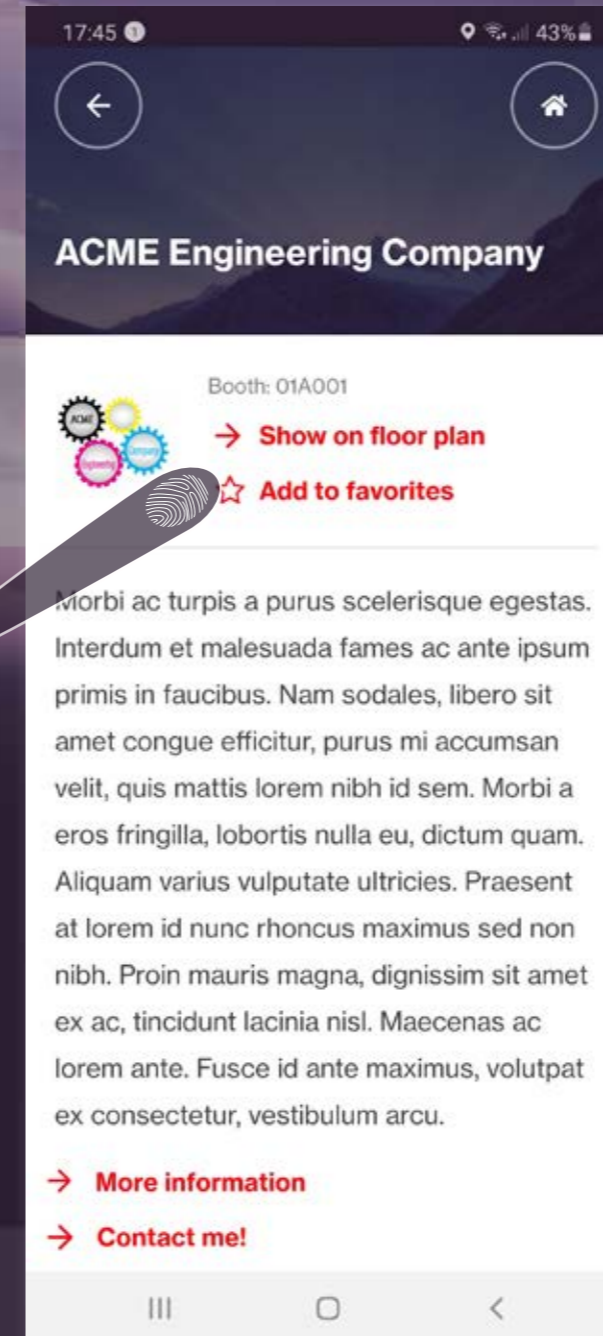 17:45 1
43%
ACME Engineering Company
ACME
Engineering
Company
Booth: 01A001
→ Show on floor plan
☆ Add to favorites
Morbi ac turpis a purus scelerisque egestas.
Interdum et malesuada fames ac ante ipsum
primis in faucibus. Nam sodales, libero sit
amet congue efficitur, purus mi accumsan
velit, quis mattis lorem nibh id sem. Morbi a
eros fringilla, lobortis nulla eu, dictum quam.
Aliquam varius vulputate ultricies. Praesent
at lorem id nunc rhoncus maximus sed non
nibh. Proin mauris magna, dignissim sit amet
ex ac, tincidunt lacinia nisl. Maecenas ac
lorem ante. Fusce id ante maximus, volutpat
ex consectetur, vestibulum arcu.
→ More information
→ Contact me!